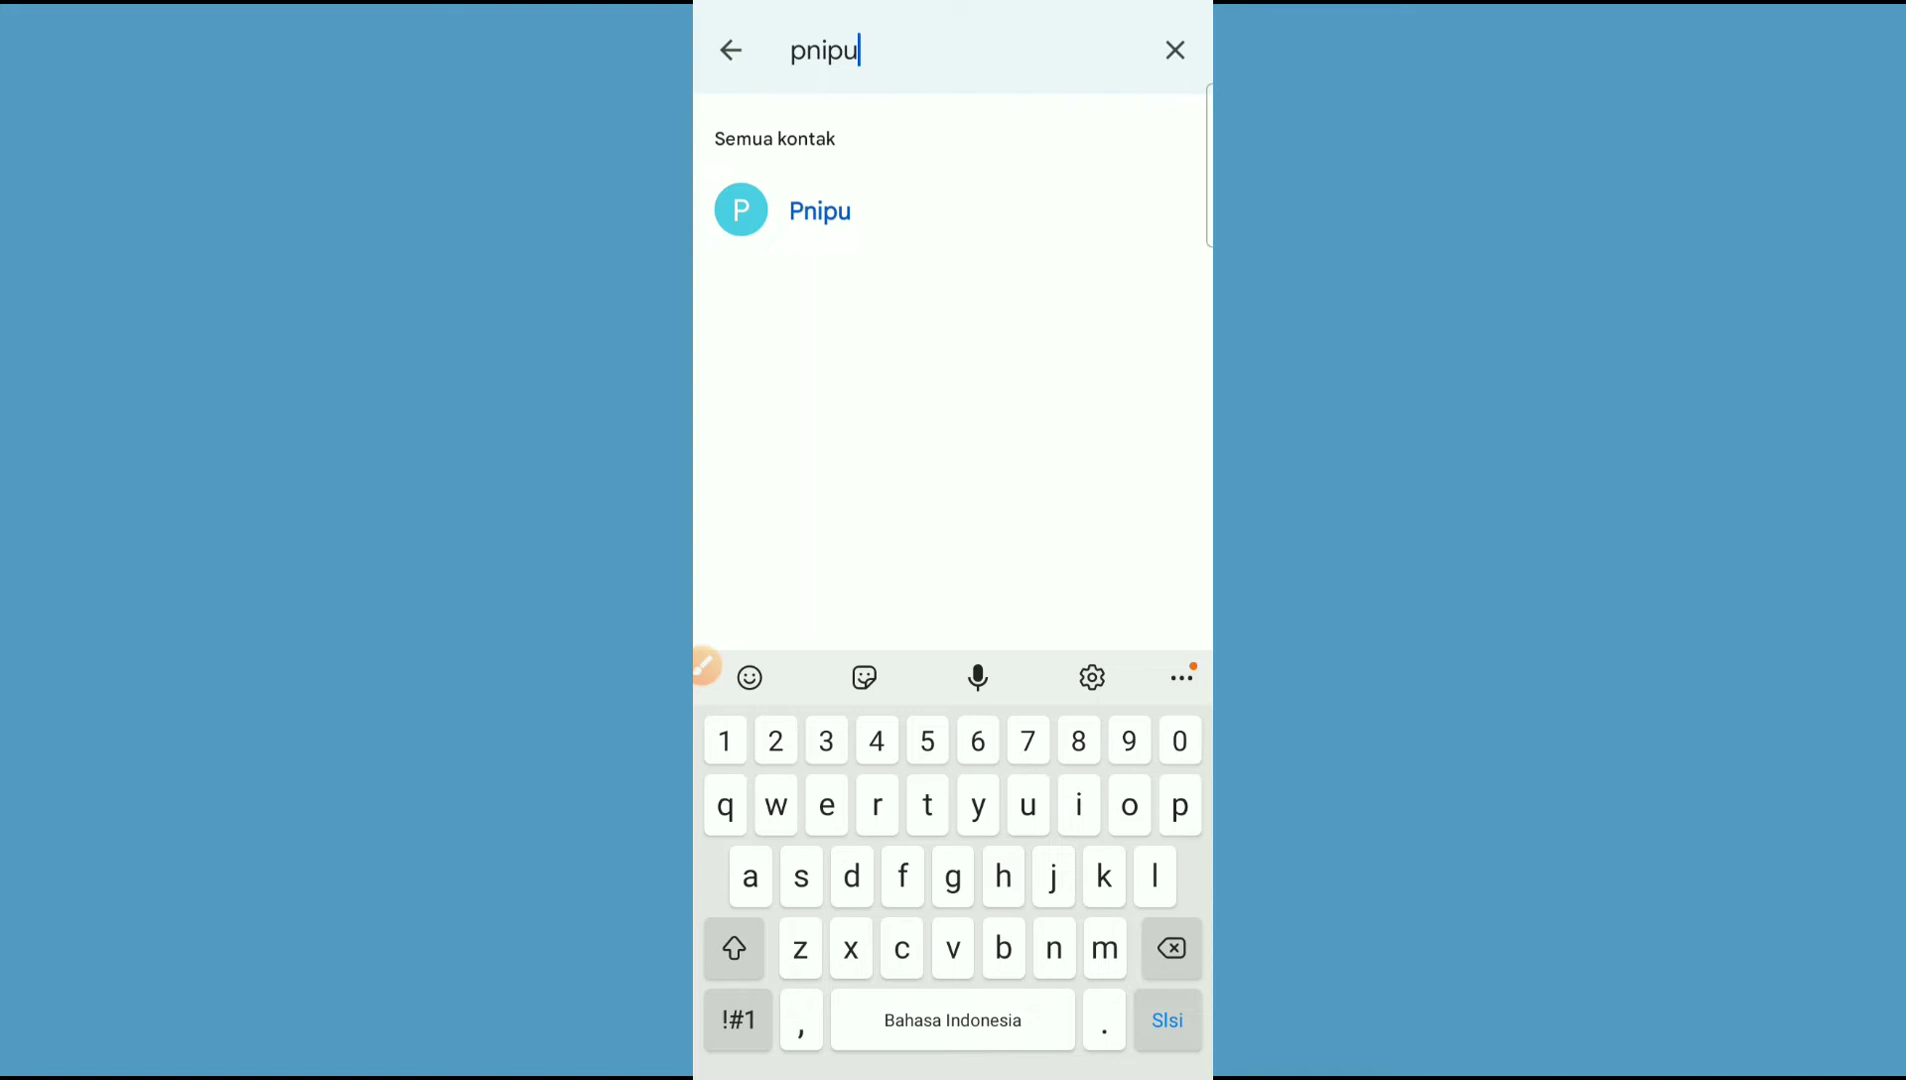 pnipu
Semua kontak
P Pnipu
1 2 3 4 5 6 7 8 9 0
q w e r t y u i o p
a s d f g h j k l
z x c v b n m
!#1 , Bahasa Indonesia . Slsi